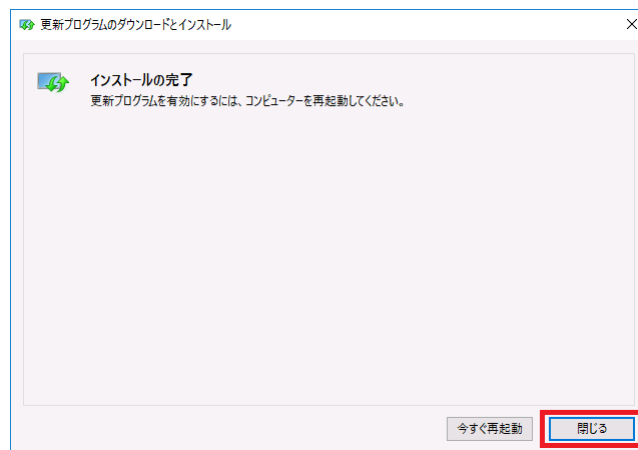 更新プログラムのダウンロードとインストール
インストールの完了
更新プログラムを有効にするには、コンピューターを再起動してください。
今すぐ再起動
閉じる